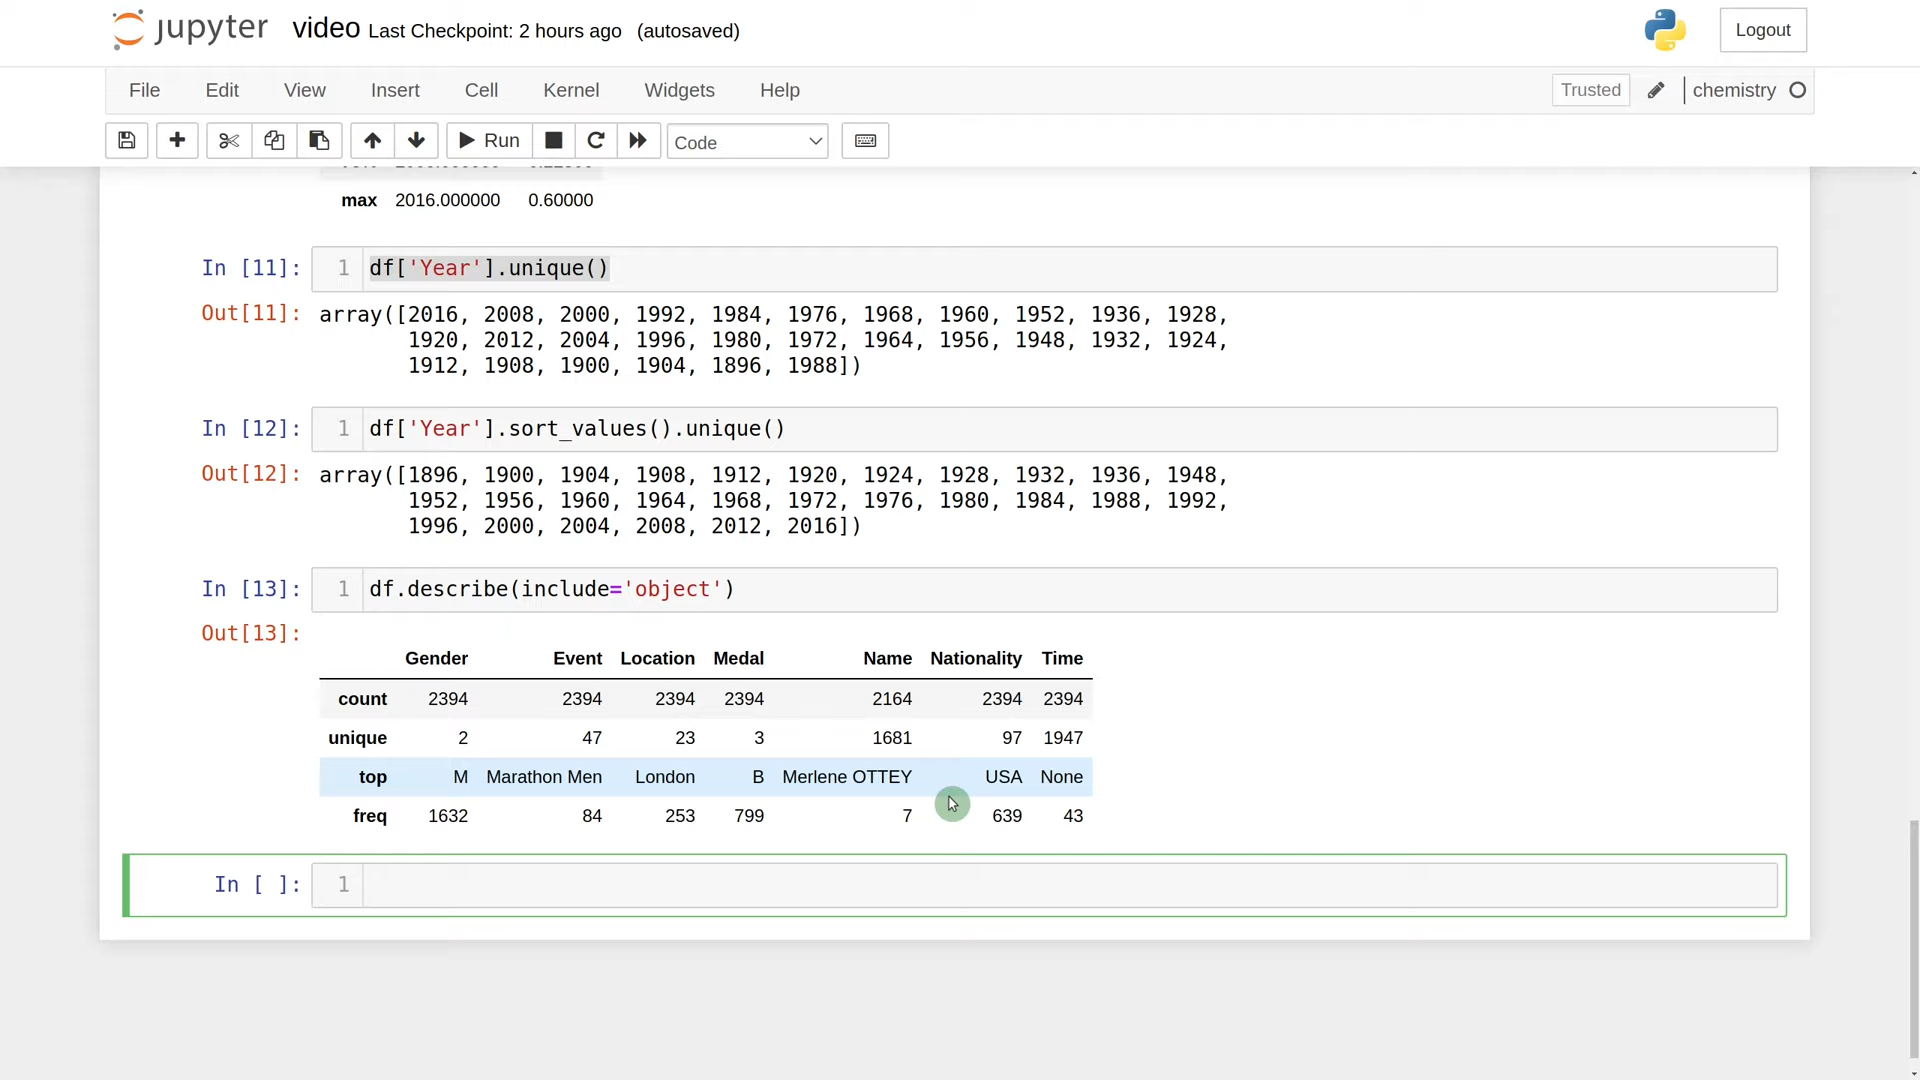 jupyter video Last Checkpoint: 2 hours ago (autosaved) Logout
File Edit View Insert Cell Kernel Widgets Help Trusted chemistry
Run Code
max 2016.000000 0.60000
In [11]: 1 df['Year'].unique()
Out[11]: array([2016, 2008, 2000, 1992, 1984, 1976, 1968, 1960, 1952, 1936, 1928,
1920, 2012, 2004, 1996, 1980, 1972, 1964, 1956, 1948, 1932, 1924,
1912, 1908, 1900, 1904, 1896, 1988])
In [12]: 1 df['Year'].sort_values().unique()
Out[12]: array([1896, 1900, 1904, 1908, 1912, 1920, 1924, 1928, 1932, 1936, 1948,
1952, 1956, 1960, 1964, 1968, 1972, 1976, 1980, 1984, 1988, 1992,
1996, 2000, 2004, 2008, 2012, 2016])
In [13]: 1 df.describe(include='object')
Out[13]:
Gender Event Location Medal Name Nationality Time
count 2394 2394 2394 2394 2164 2394 2394
unique 2 47 23 3 1681 97 1947
top M Marathon Men London B Merlene OTTEY USA None
freq 1632 84 253 799 7 639 43
In [ ]: 1